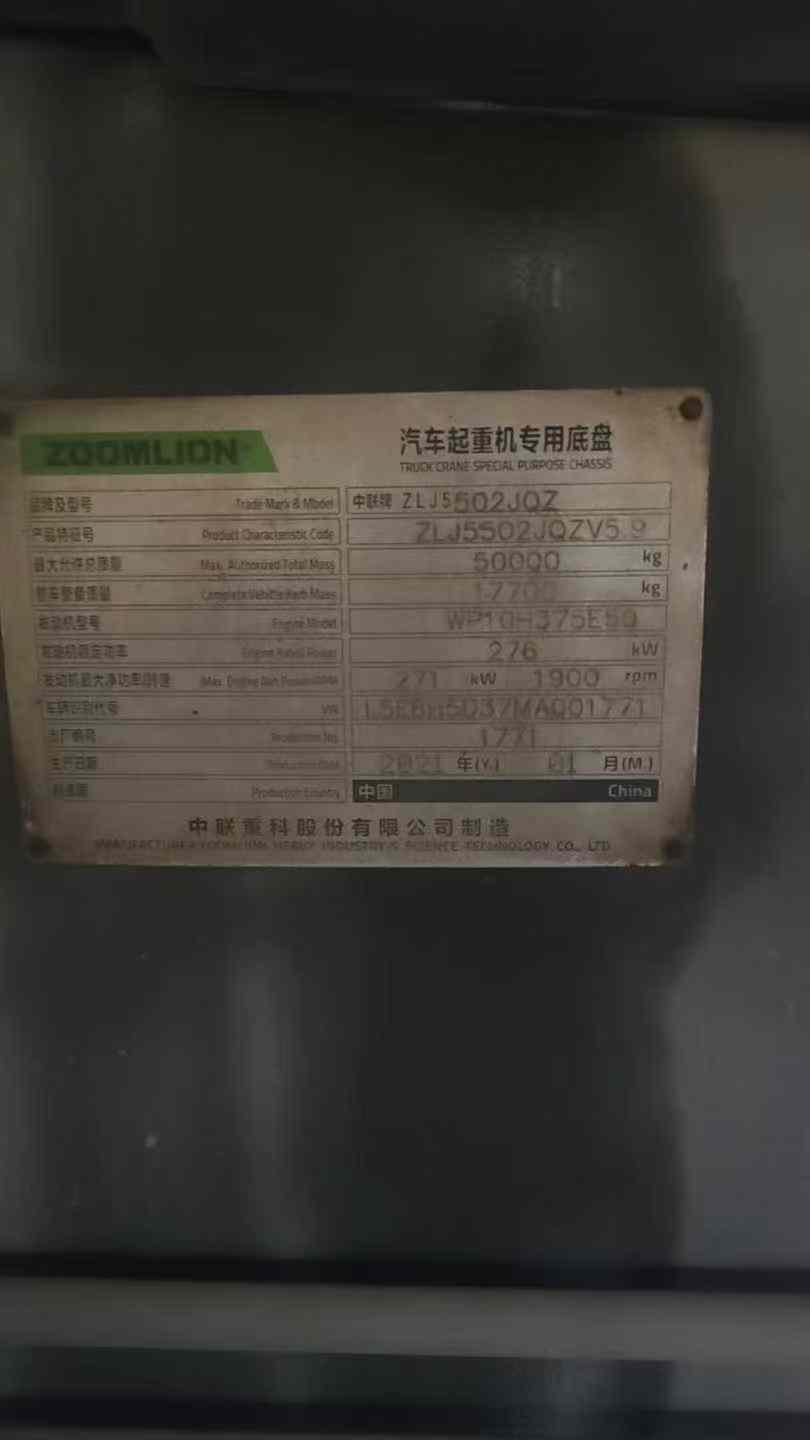 ZOOMLION
汽车起重机专用底盘
TRUCK CRANE SPECIAL PURPOSE CHASSIS
品牌及型号 Trade Mark & Model 中联牌 ZLJ5502JQZ
产品特征号 Product Characteristic Code ZLJ5502JQZV5.9
最大允许总质量 Max. Authorized Total Mass 50000 kg
整车整备质量 Complete Vehicle Kerb Mass 17700 kg
发动机型号 Engine Model WP10H375E50
发动机额定功率 Engine Rated Power 276 kW
发动机最大净功率/转速 271 kW 1900 rpm
车辆识别代号 VIN
出厂编号 Production No. 1771
生产日期 Production Date 2021 年(Y.) 01 月(M.)
制造国 Production Country 中国 China
中联重科股份有限公司制造
MANUFACTURER ZOOMLION HEAVY INDUSTRY SCIENCE TECHNOLOGY CO., LTD